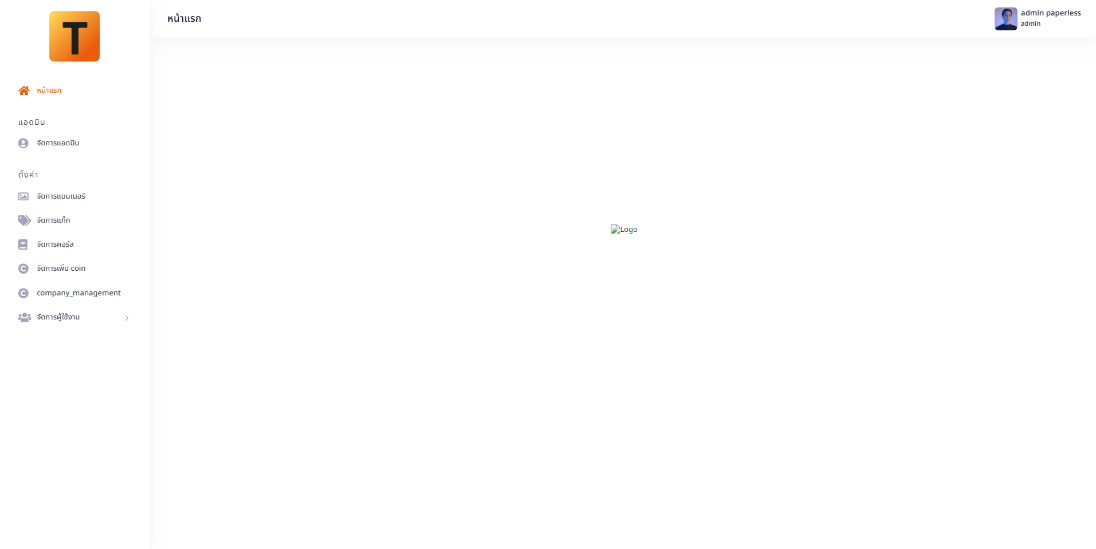 T
หน้าแรก
admin paperless
admin
หน้าแรก
แอดมิน
จัดการแอดมิน
ตั้งค่า
จัดการแบนเนอร์
จัดการแท็ก
จัดการคอร์ส
จัดการเพิ่ม coin
company_management
จัดการผู้ใช้งาน
Logo